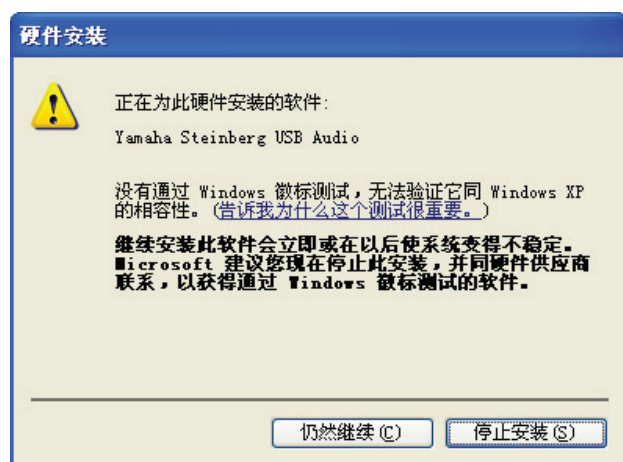 硬件安装
正在为此硬件安装的软件:
Yamaha Steinberg USB Audio
没有通过 Windows 徽标测试，无法验证它同 Windows XP
的相容性。(告诉我为什么这个测试很重要。)
继续安装此软件会立即或在以后使系统变得不稳定。
Microsoft 建议您现在停止此安装，并同硬件供应商
联系，以获得通过 Windows 徽标测试的软件。
仍然继续(C)
停止安装(S)